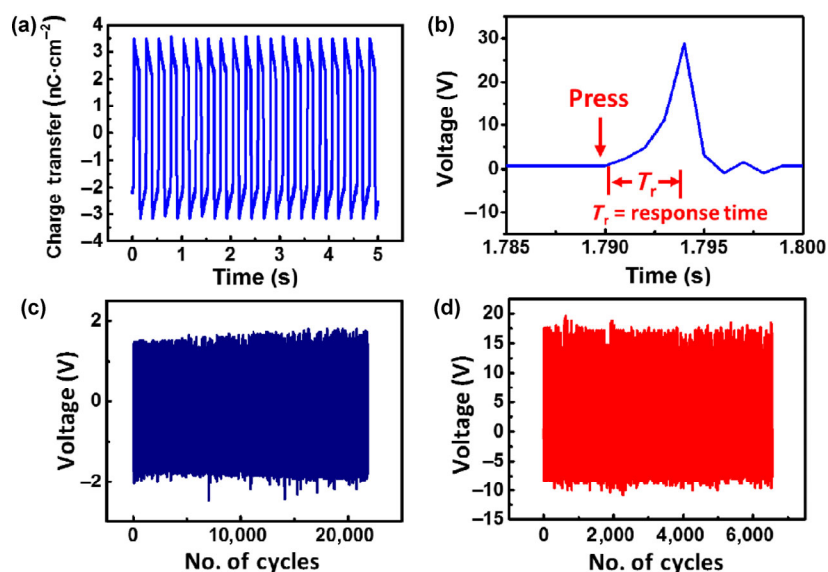 (a)
Charge transfer (nC·cm⁻²)
4
3
2
1
0
−1
−2
−3
−4
0 1 2 3 4 5
Time (s)
(b)
Voltage (V)
30
20
10
0
−10
Press
Tr
Tr = response time
1.785 1.790 1.795 1.800
Time (s)
(c)
Voltage (V)
2
0
−2
0 10,000 20,000
No. of cycles
(d)
Voltage (V)
20
15
10
5
0
−5
−10
−15
0 2,000 4,000 6,000
No. of cycles